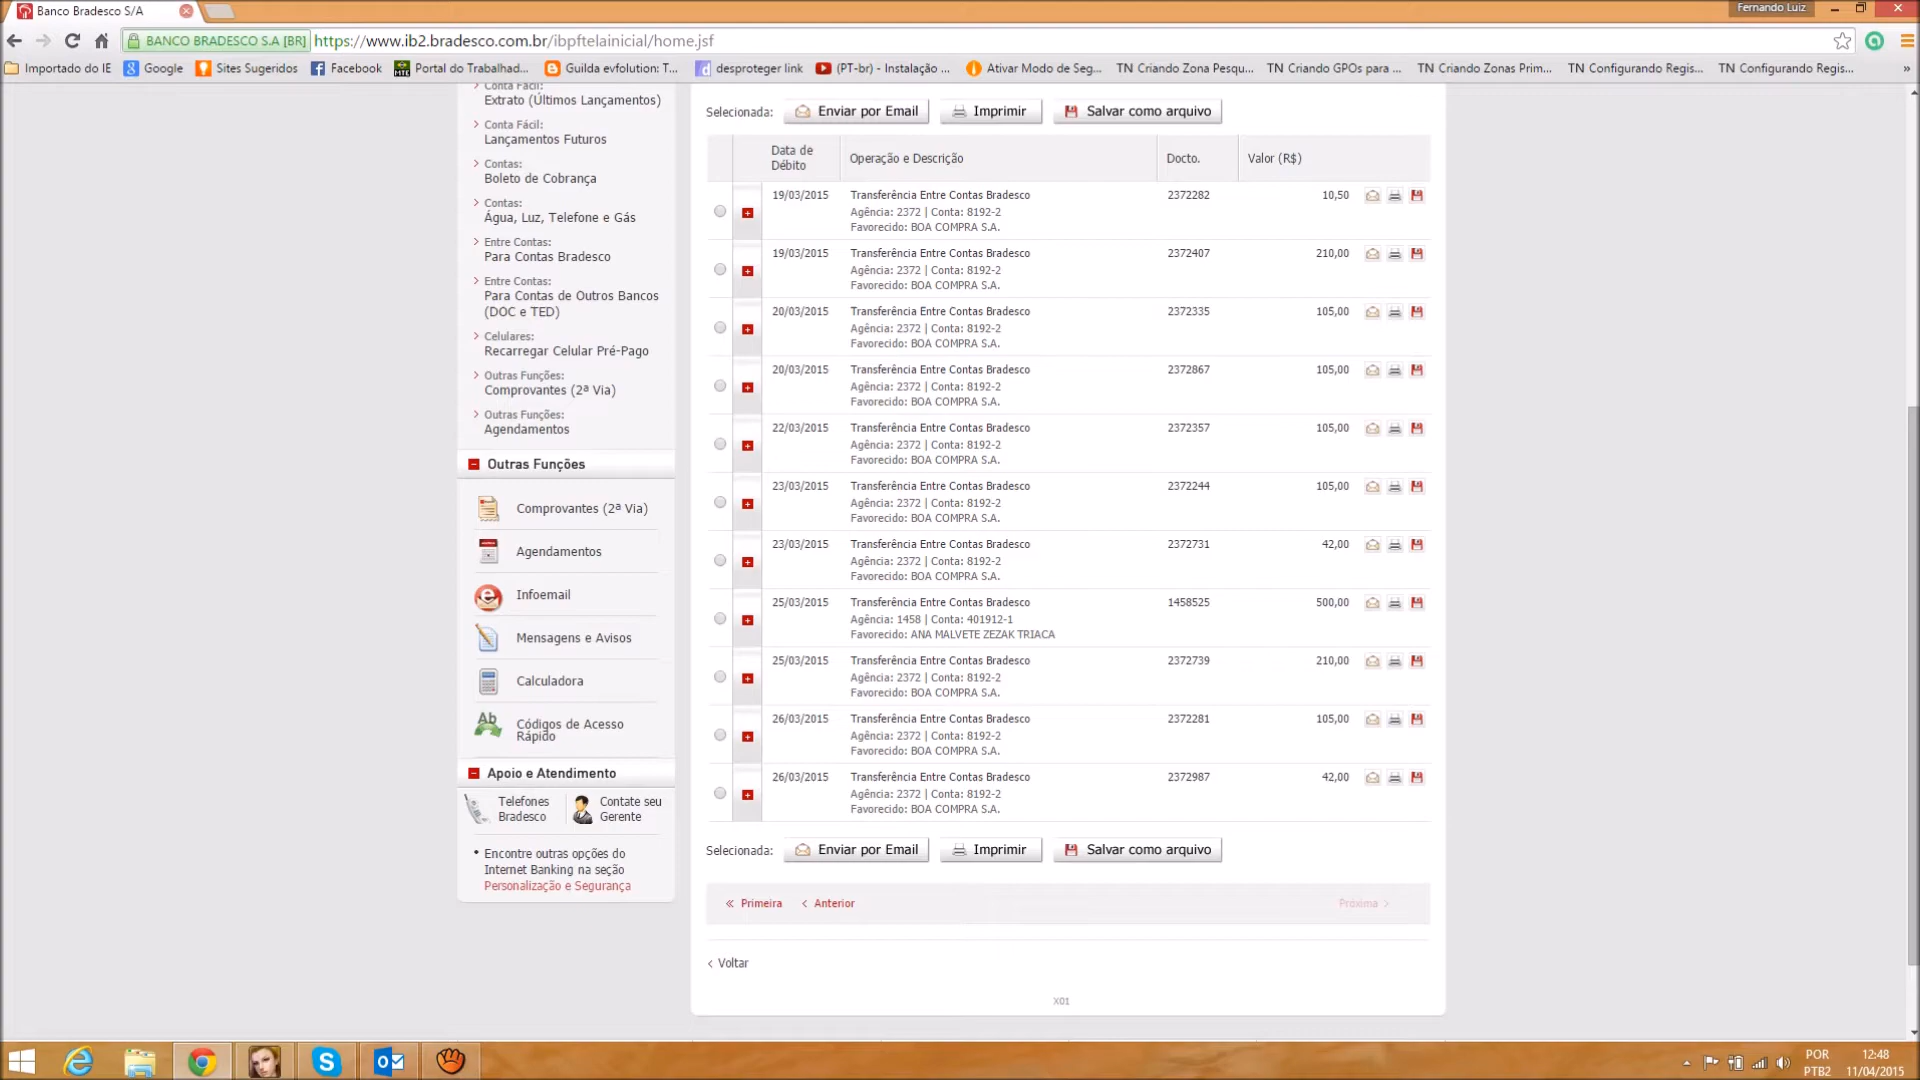 Banco Bradesco S/A
Fernando Luiz
BANCO BRADESCO S.A [BR]
https://www.ib2.bradesco.com.br/ibpftelainicial/home.jsf
Importado do IE
Google
Sites Sugeridos
Facebook
Portal do Trabalhad...
Guilda evfolution: T...
desproteger link
(PT-br) - Instalação ...
Ativar Modo de Seg...
TN Criando Zona Pesqu...
TN Criando GPOs para ...
TN Criando Zonas Prim...
TN Configurando Regis...
TN Configurando Regis...
»
Conta Fácil:
Extrato (Últimos Lançamentos)
Conta Fácil:
Lançamentos Futuros
Contas:
Boleto de Cobrança
Contas:
Água, Luz, Telefone e Gás
Entre Contas:
Para Contas Bradesco
Entre Contas:
Para Contas de Outros Bancos
(DOC e TED)
Celulares:
Recarregar Celular Pré-Pago
Outras Funções:
Comprovantes (2ª Via)
Outras Funções:
Agendamentos
Outras Funções
Comprovantes (2ª Via)
Agendamentos
Infoemail
Mensagens e Avisos
Calculadora
Códigos de Acesso
Rápido
Apoio e Atendimento
Telefones
Bradesco
Contate seu
Gerente
• Encontre outras opções do
Internet Banking na seção
Personalização e Segurança
Selecionada: Enviar por Email Imprimir Salvar como arquivo
Data de
Débito
Operação e Descrição
Docto.
Valor (R$)
19/03/2015 Transferência Entre Contas Bradesco 2372282 10,50
Agência: 2372 | Conta: 8192-2
Favorecido: BOA COMPRA S.A.
19/03/2015 Transferência Entre Contas Bradesco 2372407 210,00
Agência: 2372 | Conta: 8192-2
Favorecido: BOA COMPRA S.A.
20/03/2015 Transferência Entre Contas Bradesco 2372335 105,00
Agência: 2372 | Conta: 8192-2
Favorecido: BOA COMPRA S.A.
20/03/2015 Transferência Entre Contas Bradesco 2372867 105,00
Agência: 2372 | Conta: 8192-2
Favorecido: BOA COMPRA S.A.
22/03/2015 Transferência Entre Contas Bradesco 2372357 105,00
Agência: 2372 | Conta: 8192-2
Favorecido: BOA COMPRA S.A.
23/03/2015 Transferência Entre Contas Bradesco 2372244 105,00
Agência: 2372 | Conta: 8192-2
Favorecido: BOA COMPRA S.A.
23/03/2015 Transferência Entre Contas Bradesco 2372731 42,00
Agência: 2372 | Conta: 8192-2
Favorecido: BOA COMPRA S.A.
25/03/2015 Transferência Entre Contas Bradesco 1458525 500,00
Agência: 1458 | Conta: 401912-1
Favorecido: ANA MALVETE ZEZAK TRIACA
25/03/2015 Transferência Entre Contas Bradesco 2372739 210,00
Agência: 2372 | Conta: 8192-2
Favorecido: BOA COMPRA S.A.
26/03/2015 Transferência Entre Contas Bradesco 2372281 105,00
Agência: 2372 | Conta: 8192-2
Favorecido: BOA COMPRA S.A.
26/03/2015 Transferência Entre Contas Bradesco 2372987 42,00
Agência: 2372 | Conta: 8192-2
Favorecido: BOA COMPRA S.A.
Selecionada: Enviar por Email Imprimir Salvar como arquivo
« Primeira ‹ Anterior Próxima ›
‹ Voltar
X01
POR 12:48
PTB2 11/04/2015